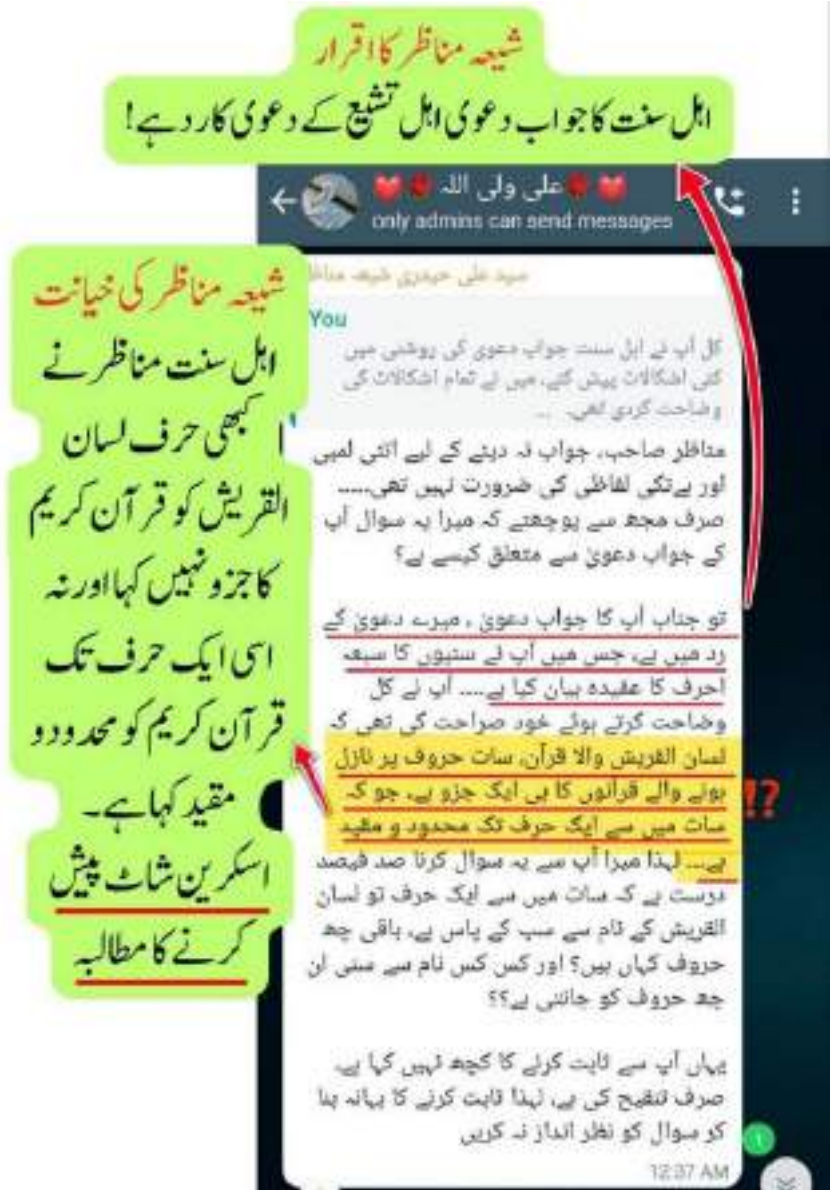 شیعہ مناظر کا اقرار
اہل سنت کا جواب دعوی اہل تشیع کے دعوی کا رد ہے!
علی ولی اللہ
only admins can send messages
سید علی حیدری شیعہ مناظ
You
کل آپ نے اہل سنت جواب دعوی کی روشنی میں
کئی اشکالات پیش کئے، میں نے تمام اشکالات کی
وضاحت کردی تھی۔ ...
مناظر صاحب، جواب نہ دینے کے لیے اتنی لمبی
اور بےتکی لفاظی کی ضرورت نہیں تھی.....
صرف مجھ سے پوچھتے کہ میرا یہ سوال آپ
کے جواب دعویٰ سے متعلق کیسے ہے؟
تو جناب آپ کا جواب دعویٰ ، میرے دعویٰ کے
رد میں ہے، جس میں آپ نے سنیوں کا سبعہ
احرف کا عقیدہ بیان کیا ہے.... آپ نے کل
وضاحت کرتے ہوئے خود صراحت کی تھی کہ
لسان القریش والا قرآن، سات حروف پر نازل
ہونے والے قرآنوں کا ہی ایک جزو ہے، جو کہ
سات میں سے ایک حرف تک محدود و مقید
ہے... لہذا میرا آپ سے یہ سوال کرنا صد فیصد
درست ہے کہ سات میں سے ایک حرف تو لسان
القریش کے نام سے سب کے پاس ہے، باقی چھ
حروف کہاں ہیں؟ اور کس کس نام سے سنی ان
چھ حروف کو جانتی ہے؟؟
یہاں آپ سے ثابت کرنے کا کچھ نہیں کہا ہے،
صرف تنقیح کی ہے، لہذا ثابت کرنے کا بہانہ بنا
کر سوال کو نظر انداز نہ کریں
12:37 AM
1
⁉
شیعہ مناظر کی خیانت
اہل سنت مناظر نے
کبھی حرف لسان
القریش کو قرآن کریم
کا جزو نہیں کہا اور نہ
اسی ایک حرف تک
قرآن کریم کو محدود و
مقید کہا ہے۔
اسکرین شاٹ پیش
کرنے کا مطالبہ